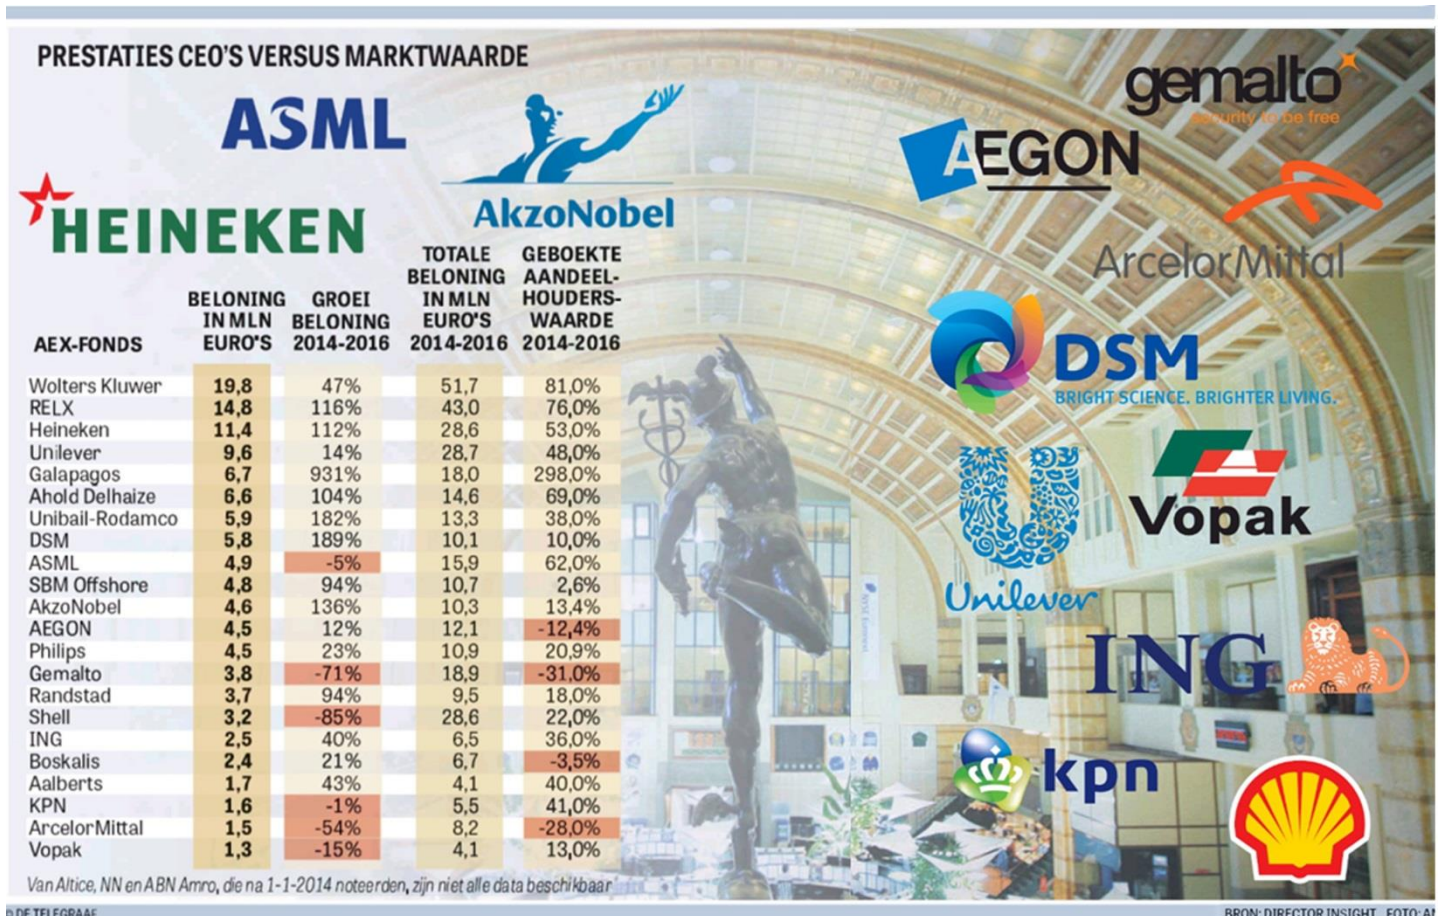 PRESTATIES CEO'S VERSUS MARKTWAARDE
ASML
AkzoNobel
HEINEKEN
gemalto
security to be free
AEGON
ArcelorMittal
DSM
BRIGHT SCIENCE. BRIGHTER LIVING.
Unilever
Vopak
ING
kpn
AEX-FONDS
BELONING
IN MLN
EURO'S
GROEI
BELONING
2014-2016
TOTALE
BELONING
IN MLN
EURO'S
2014-2016
GEBOEKTE
AANDEEL-
HOUDERS-
WAARDE
2014-2016
Wolters Kluwer 19,8 47% 51,7 81,0%
RELX 14,8 116% 43,0 76,0%
Heineken 11,4 112% 28,6 53,0%
Unilever 9,6 14% 28,7 48,0%
Galapagos 6,7 931% 18,0 298,0%
Ahold Delhaize 6,6 104% 14,6 69,0%
Unibail-Rodamco 5,9 182% 13,3 38,0%
DSM 5,8 189% 10,1 10,0%
ASML 4,9 -5% 15,9 62,0%
SBM Offshore 4,8 94% 10,7 2,6%
AkzoNobel 4,6 136% 10,3 13,4%
AEGON 4,5 12% 12,1 -12,4%
Philips 4,5 23% 10,9 20,9%
Gemalto 3,8 -71% 18,9 -31.0%
Randstad 3,7 94% 9,5 18,0%
Shell 3,2 -85% 28,6 22,0%
ING 2,5 40% 6,5 36,0%
Boskalis 2,4 21% 6,7 -3,5%
Aalberts 1,7 43% 4,1 40,0%
KPN 1,6 -1% 5,5 41,0%
ArcelorMittal 1,5 -54% 8,2 -28,0%
Vopak 1,3 -15% 4,1 13,0%
Van Altice, NN en ABN Amro, die na 1-1-2014 noteerden, zijn niet alle data beschikbaar
DE TELEGRAAF
BRON: DIRECTOR INSIGHT FOTO: